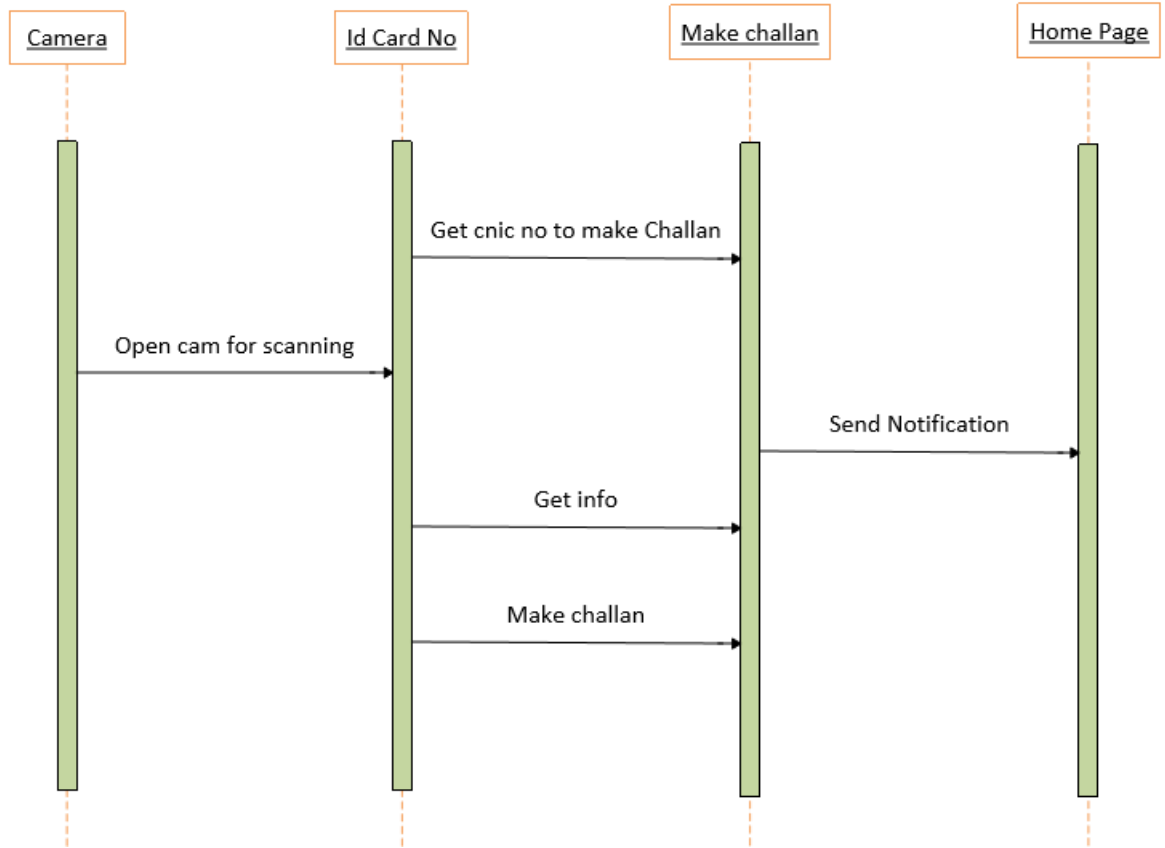 Camera
Id Card No
Make challan
Home Page
Get cnic no to make Challan
Open cam for scanning
Send Notification
Get info
Make challan